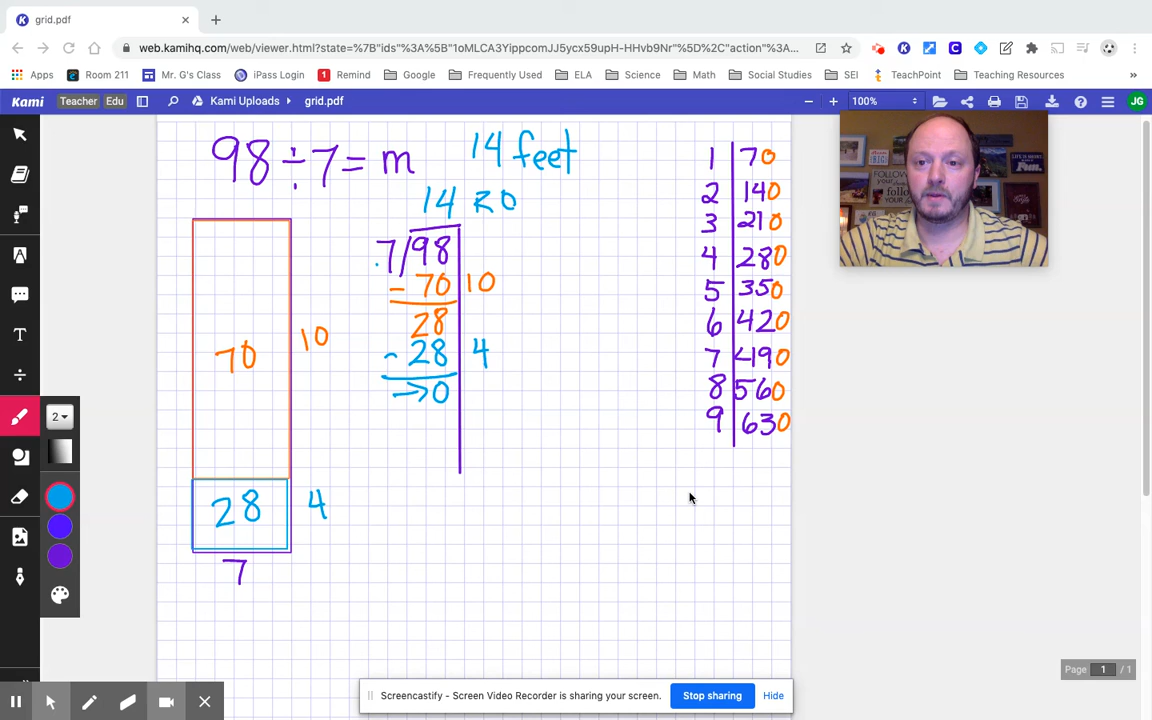 grid.pdf
web.kamihq.com/web/viewer.html?state=%7B"ids"%3A%5B"1oMLCA3YippcomJJ5ycx59upH-HHvb9Nr"%5D%2C"action"%3A...
Apps Room 211 Mr. G's Class iPass Login Remind Google Frequently Used ELA Science Math Social Studies SEI TeachPoint Teaching Resources »
Kami Teacher Edu Kami Uploads grid.pdf 100% JG
98 ÷ 7 = m 14 feet
14 R0
7/98
- 70 10
28
- 28 4
→0
70 10
28 4
7
1 70
2 140
3 210
4 280
5 350
6 420
7 490
8 560
9 630
2
Page 1 / 1
Screencastify - Screen Video Recorder is sharing your screen. Stop sharing Hide